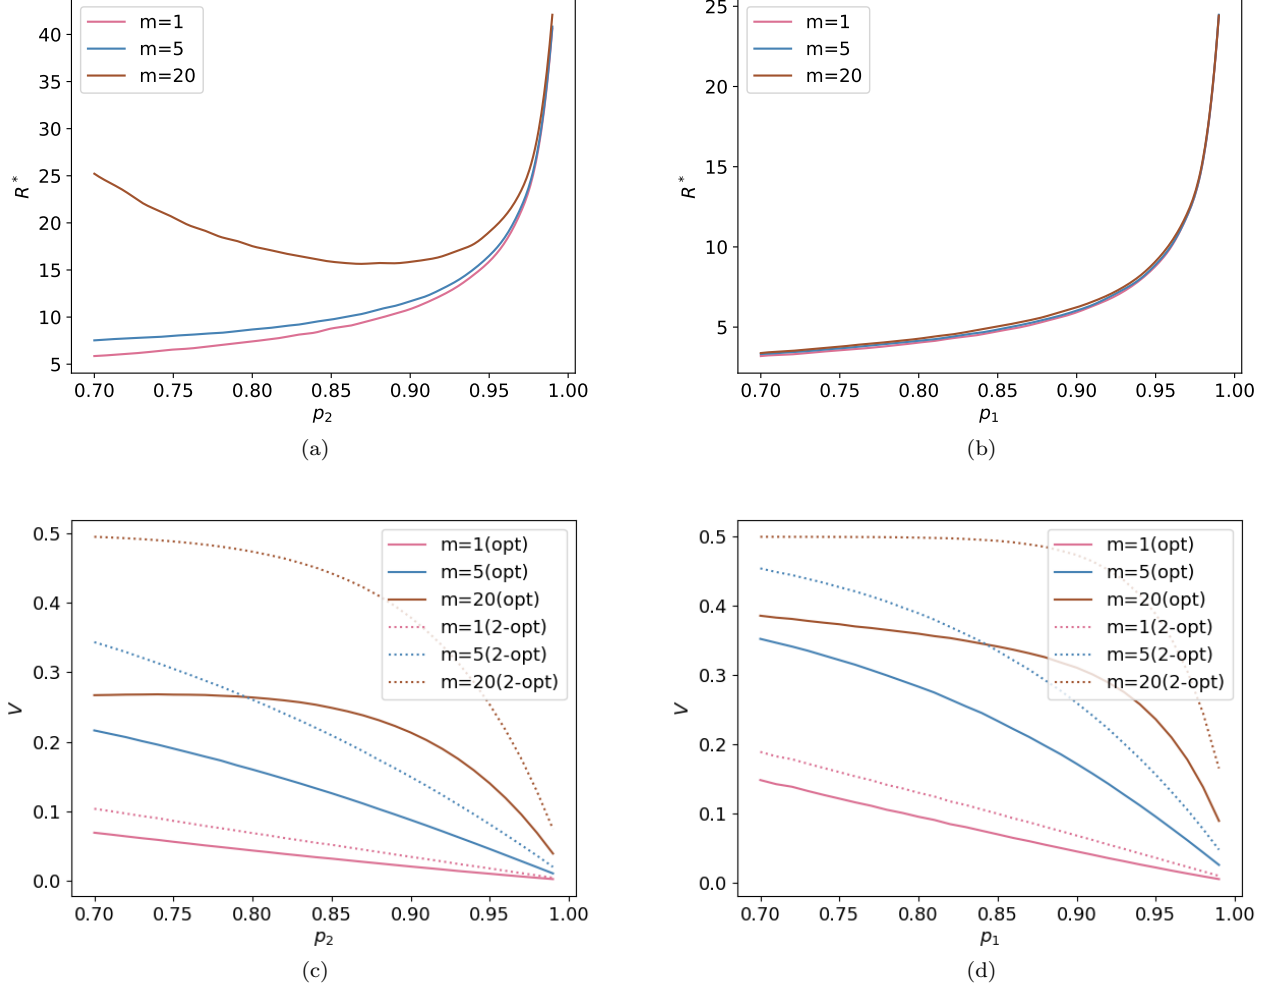 m=1
m=5
m=20
40
35
30
25
20
15
10
5
R*
0.70 0.75 0.80 0.85 0.90 0.95 1.00
p2
(a)
m=1
m=5
m=20
25
20
15
10
5
R*
0.70 0.75 0.80 0.85 0.90 0.95 1.00
p1
(b)
m=1(opt)
m=5(opt)
m=20(opt)
m=1(2-opt)
m=5(2-opt)
m=20(2-opt)
0.5
0.4
0.3
0.2
0.1
0.0
V
0.70 0.75 0.80 0.85 0.90 0.95 1.00
p2
(c)
m=1(opt)
m=5(opt)
m=20(opt)
m=1(2-opt)
m=5(2-opt)
m=20(2-opt)
0.5
0.4
0.3
0.2
0.1
0.0
V
0.70 0.75 0.80 0.85 0.90 0.95 1.00
p1
(d)